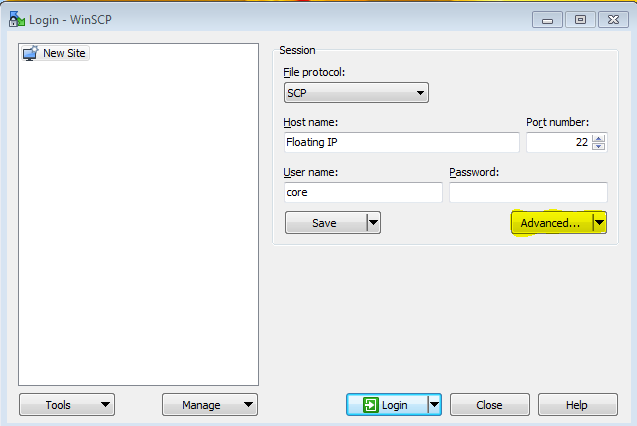 Login - WinSCP
New Site
Session
File protocol:
SCP
Host name:
Port number:
Floating IP
22
User name:
Password:
core
Save
Advanced...
Tools
Manage
Login
Close
Help